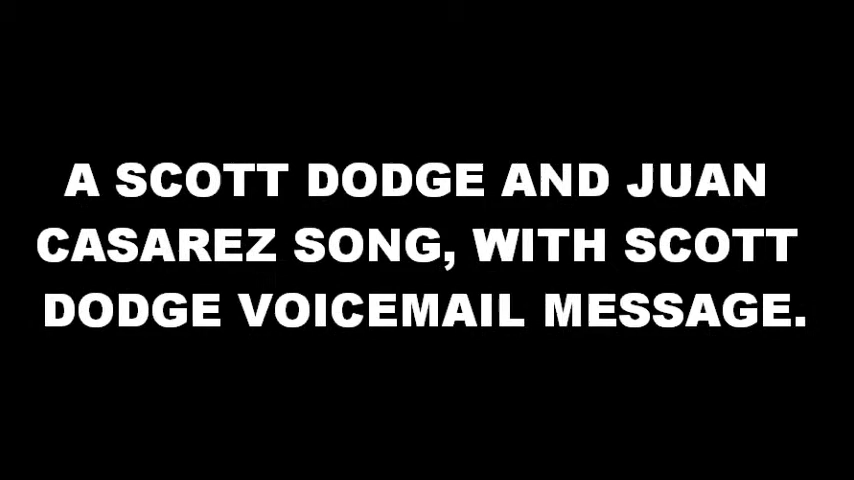 A SCOTT DODGE AND JUAN
CASAREZ SONG, WITH SCOTT
DODGE VOICEMAIL MESSAGE.